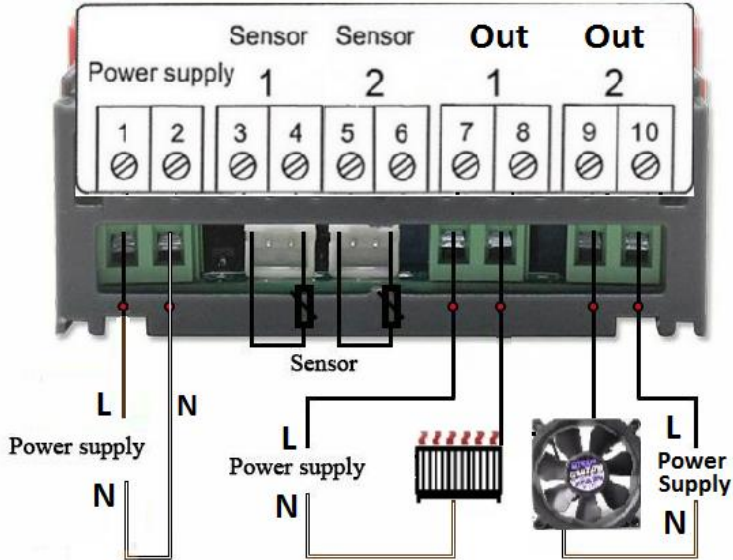 Sensor Sensor Out Out
Power supply 1 2 1 2
1 2 3 4 5 6 7 8 9 10
Sensor
L N
Power supply
N
L
Power supply
N
L
Power
Supply
N